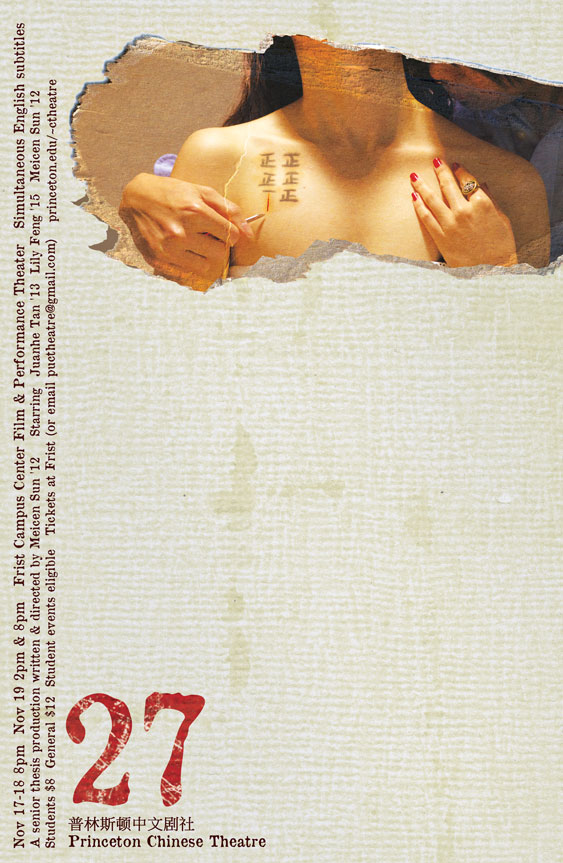 Nov 17-18 8pm Nov 19 2pm & 8pm Frist Campus Center Film & Performance Theater Simultaneous English subtitles
A senior thesis production written & directed by Meicen Sun '12 Starring Juanhe Tan '13 Lily Feng '15 Meicen Sun '12
Students $8 General $12 Student events eligible Tickets at Frist (or email puctheatre@gmail.com) princeton.edu/~ctheatre
正 正
正 正
一 正
27
普林斯顿中文剧社
Princeton Chinese Theatre